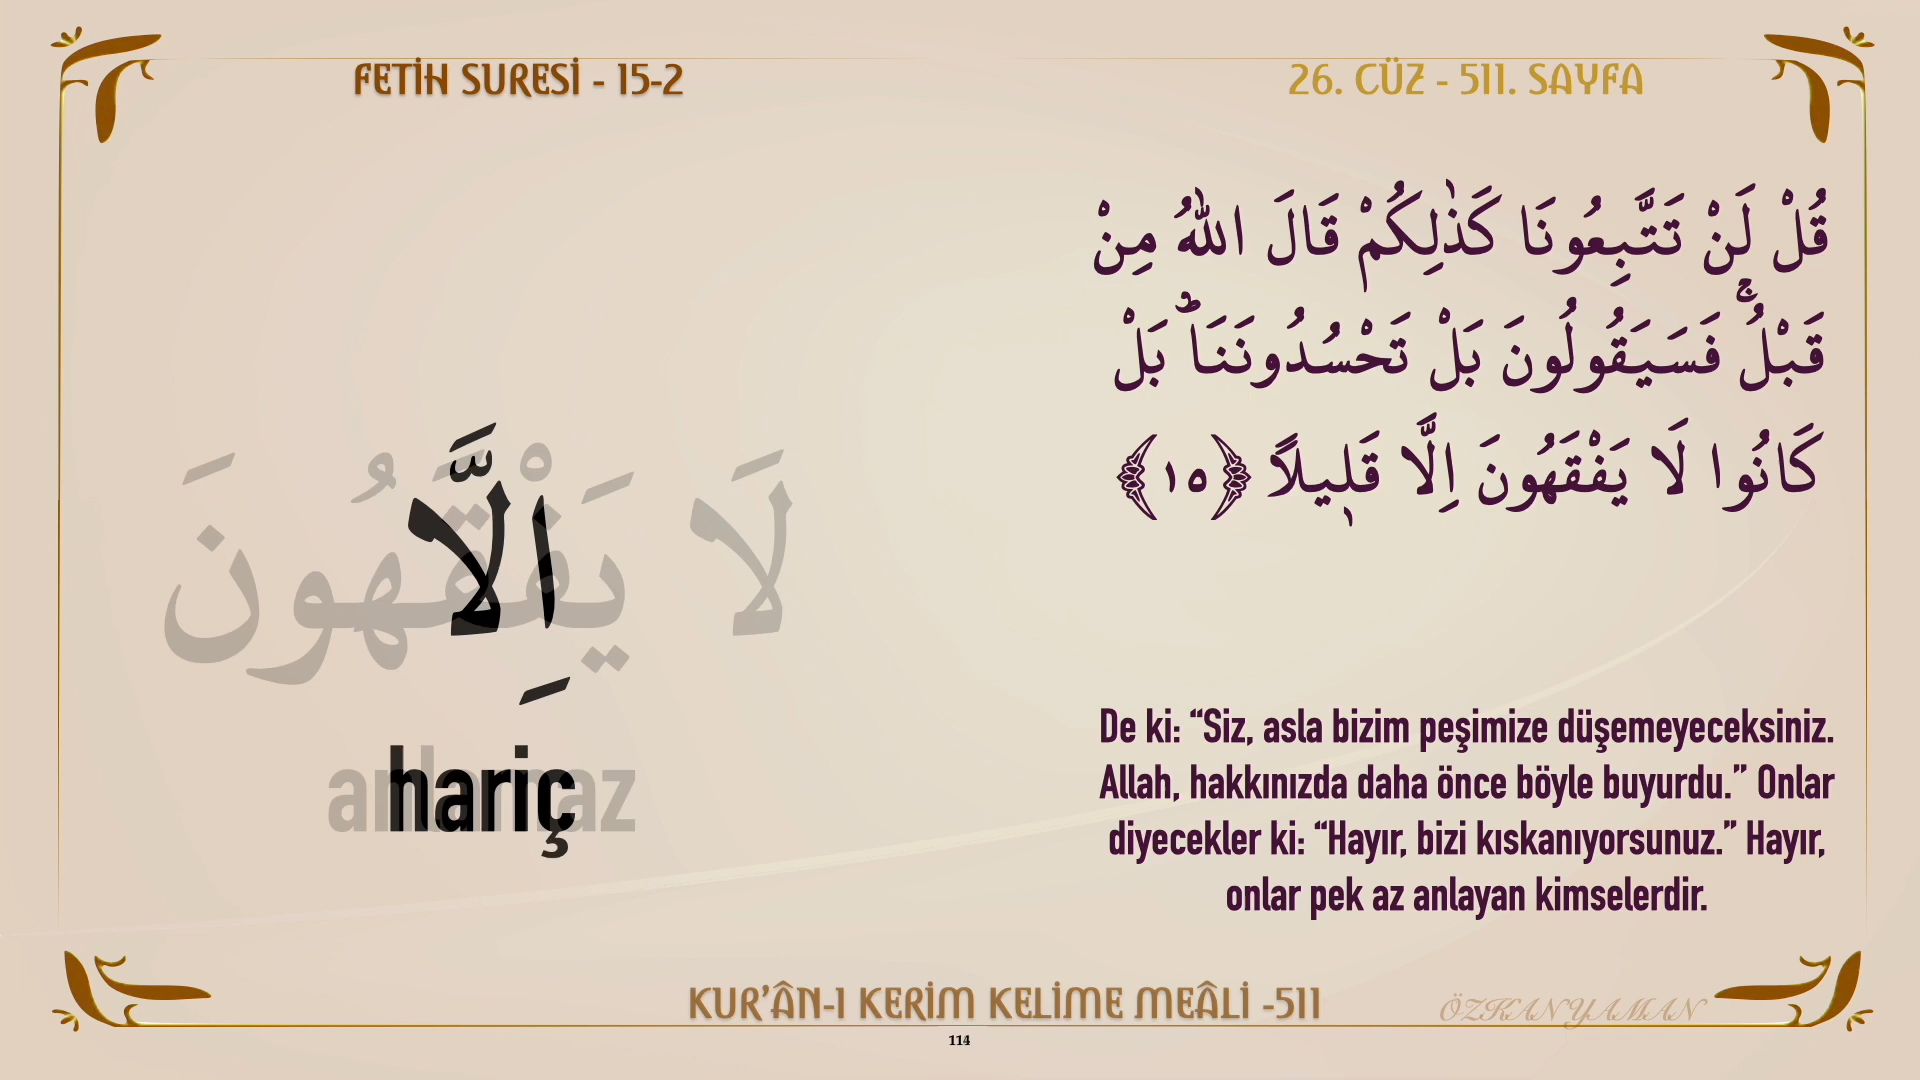 FETİH SURESİ - 15-2
26. CÜZ - 511. SAYFA
قُلْ لَنْ تَتَّبِعُونَا كَذٰلِكُمْ قَالَ اللّٰهُ مِنْ
قَبْلُۚ فَسَيَقُولُونَ بَلْ تَحْسُدُونَنَاۜ بَلْ
كَانُوا لَا يَفْقَهُونَ اِلَّا قَل۪يلًا ﴿١٥﴾
لَا يَفْقَهُونَ
اِلَّا
anlamaz
hariç
De ki: “Siz, asla bizim peşimize düşemeyeceksiniz.
Allah, hakkınızda daha önce böyle buyurdu.” Onlar
diyecekler ki: “Hayır, bizi kıskanıyorsunuz.” Hayır,
onlar pek az anlayan kimselerdir.
KUR’ÂN-I KERİM KELİME MEÂLİ -511
ÖZKAN YAMAN
114